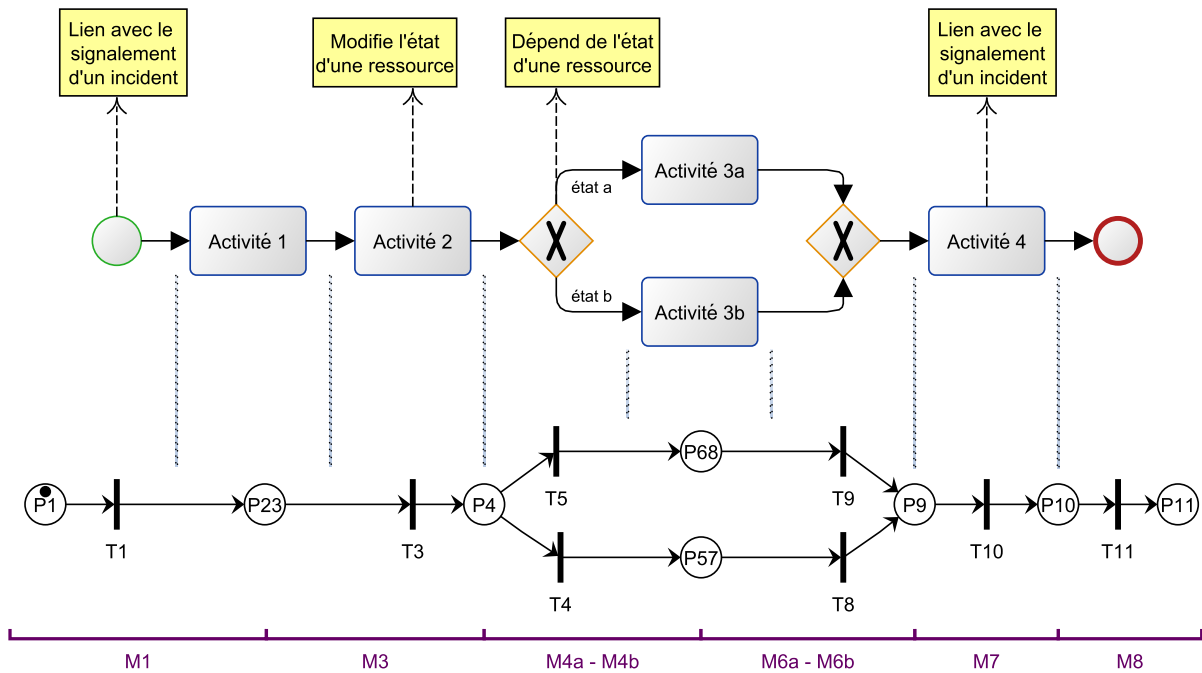 Lien avec le
signalement
d'un incident
Modifie l'état
d'une ressource
Dépend de l'état
d'une ressource
Lien avec le
signalement
d'un incident
Activité 1
Activité 2
état a
Activité 3a
état b
Activité 3b
Activité 4
P1
T1
P23
T3
P4
T5
P68
T9
T4
P57
T8
P9
T10
P10
T11
P11
M1
M3
M4a - M4b
M6a - M6b
M7
M8